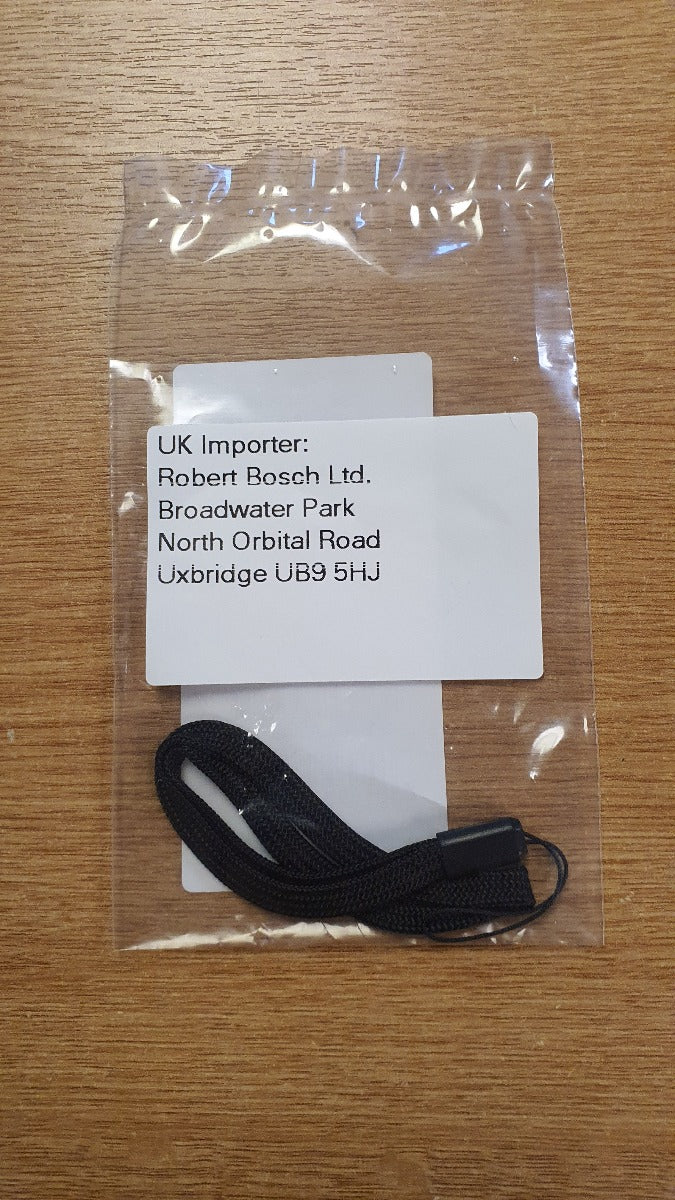 UK Importer:
Robert Bosch Ltd.
Broadwater Park
North Orbital Road
Uxbridge UB9 5HJ